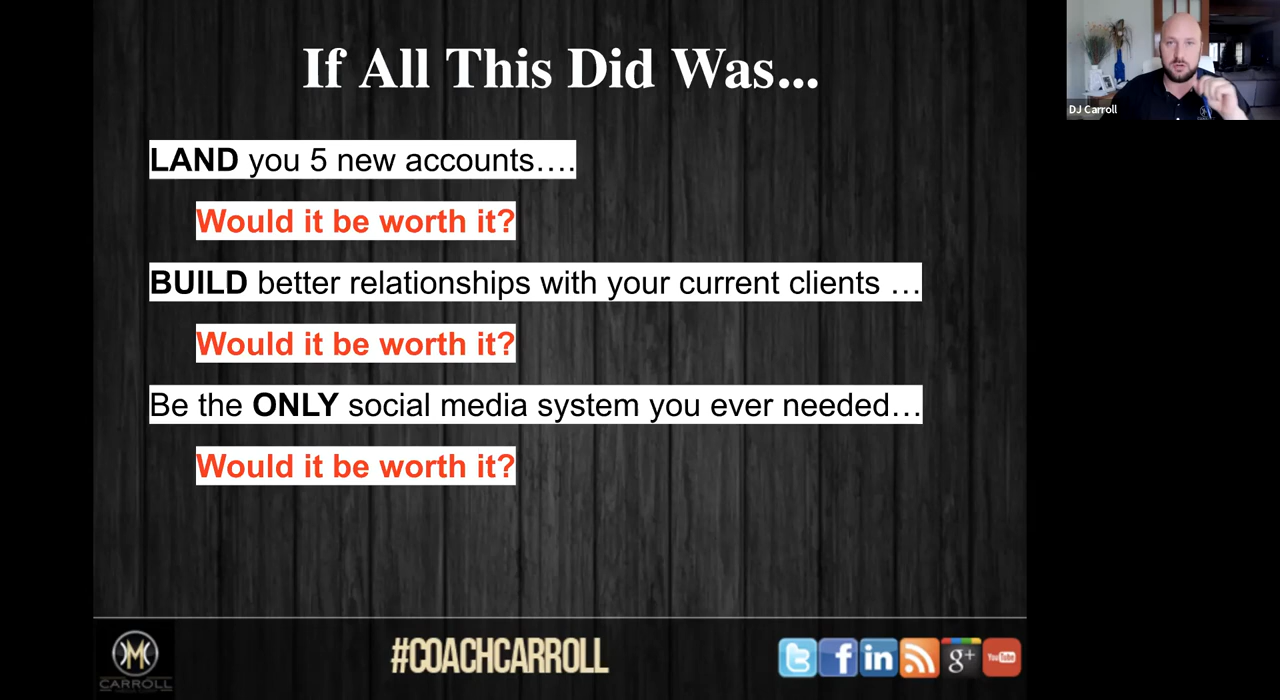 If All This Did Was...
DJ Carroll
LAND you 5 new accounts….
Would it be worth it?
BUILD better relationships with your current clients …
Would it be worth it?
Be the ONLY social media system you ever needed…
Would it be worth it?
CARROLL
#COACHCARROLL
in
g+
YouTube